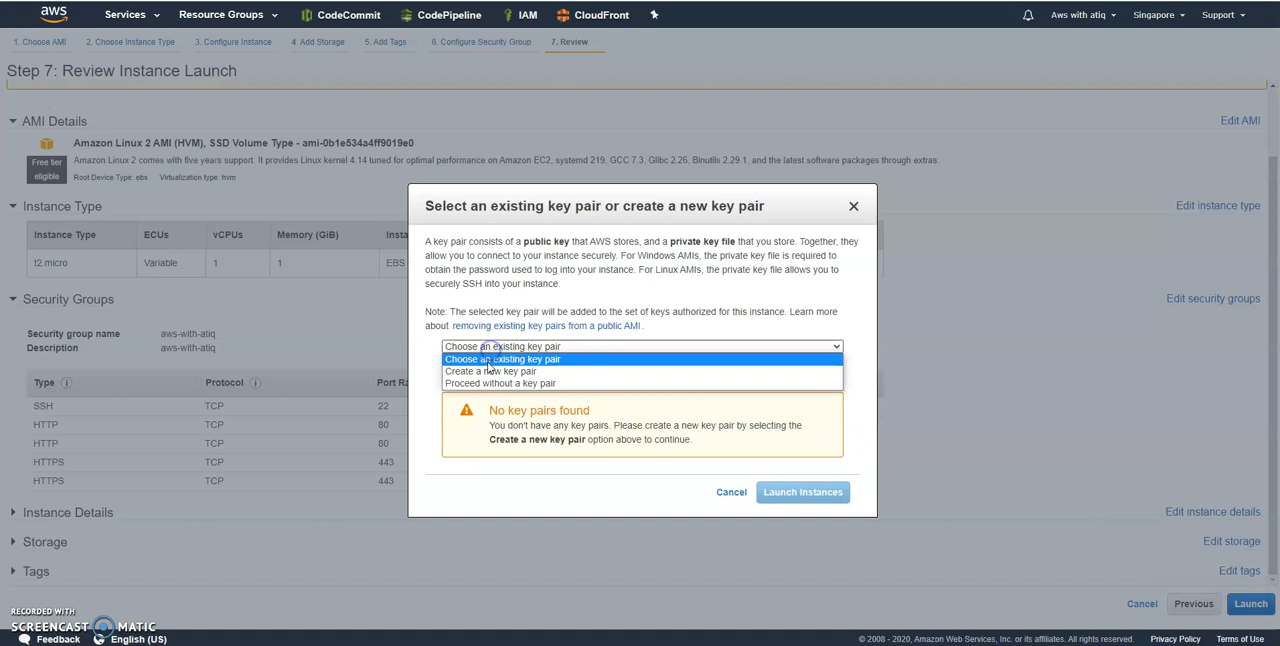 aws Services Resource Groups CodeCommit CodePipeline IAM CloudFront Aws with atiq Singapore Support
1. Choose AMI 2. Choose Instance Type 3. Configure Instance 4. Add Storage 5. Add Tags 6. Configure Security Group 7. Review
Step 7: Review Instance Launch
AMI Details Edit AMI
Amazon Linux 2 AMI (HVM), SSD Volume Type - ami-0b1e534a4ff9019e0
Free tier eligible
Amazon Linux 2 comes with five years support. It provides Linux kernel 4.14 tuned for optimal performance on Amazon EC2, systemd 219, GCC 7.3, Glibc 2.26, Binutils 2.29.1, and the latest software packages through extras.
Root Device Type: ebs Virtualization type: hvm
Instance Type Edit instance type
Instance Type ECUs vCPUs Memory (GiB) Insta
t2.micro Variable 1 1 EBS
Security Groups Edit security groups
Security group name aws-with-atiq
Description aws-with-atiq
Type Protocol Port Ra
SSH TCP 22
HTTP TCP 80
HTTP TCP 80
HTTPS TCP 443
HTTPS TCP 443
Instance Details Edit instance details
Storage Edit storage
Tags Edit tags
Select an existing key pair or create a new key pair
A key pair consists of a public key that AWS stores, and a private key file that you store. Together, they
allow you to connect to your instance securely. For Windows AMIs, the private key file is required to
obtain the password used to log into your instance. For Linux AMIs, the private key file allows you to
securely SSH into your instance.
Note: The selected key pair will be added to the set of keys authorized for this instance. Learn more
about removing existing key pairs from a public AMI.
Choose an existing key pair
Choose an existing key pair
Create a new key pair
Proceed without a key pair
No key pairs found
You don't have any key pairs. Please create a new key pair by selecting the
Create a new key pair option above to continue.
Cancel Launch Instances
Cancel Previous Launch
RECORDED WITH
SCREENCAST MATIC
Feedback English (US) © 2008 - 2020, Amazon Web Services, Inc. or its affiliates. All rights reserved. Privacy Policy Terms of Use